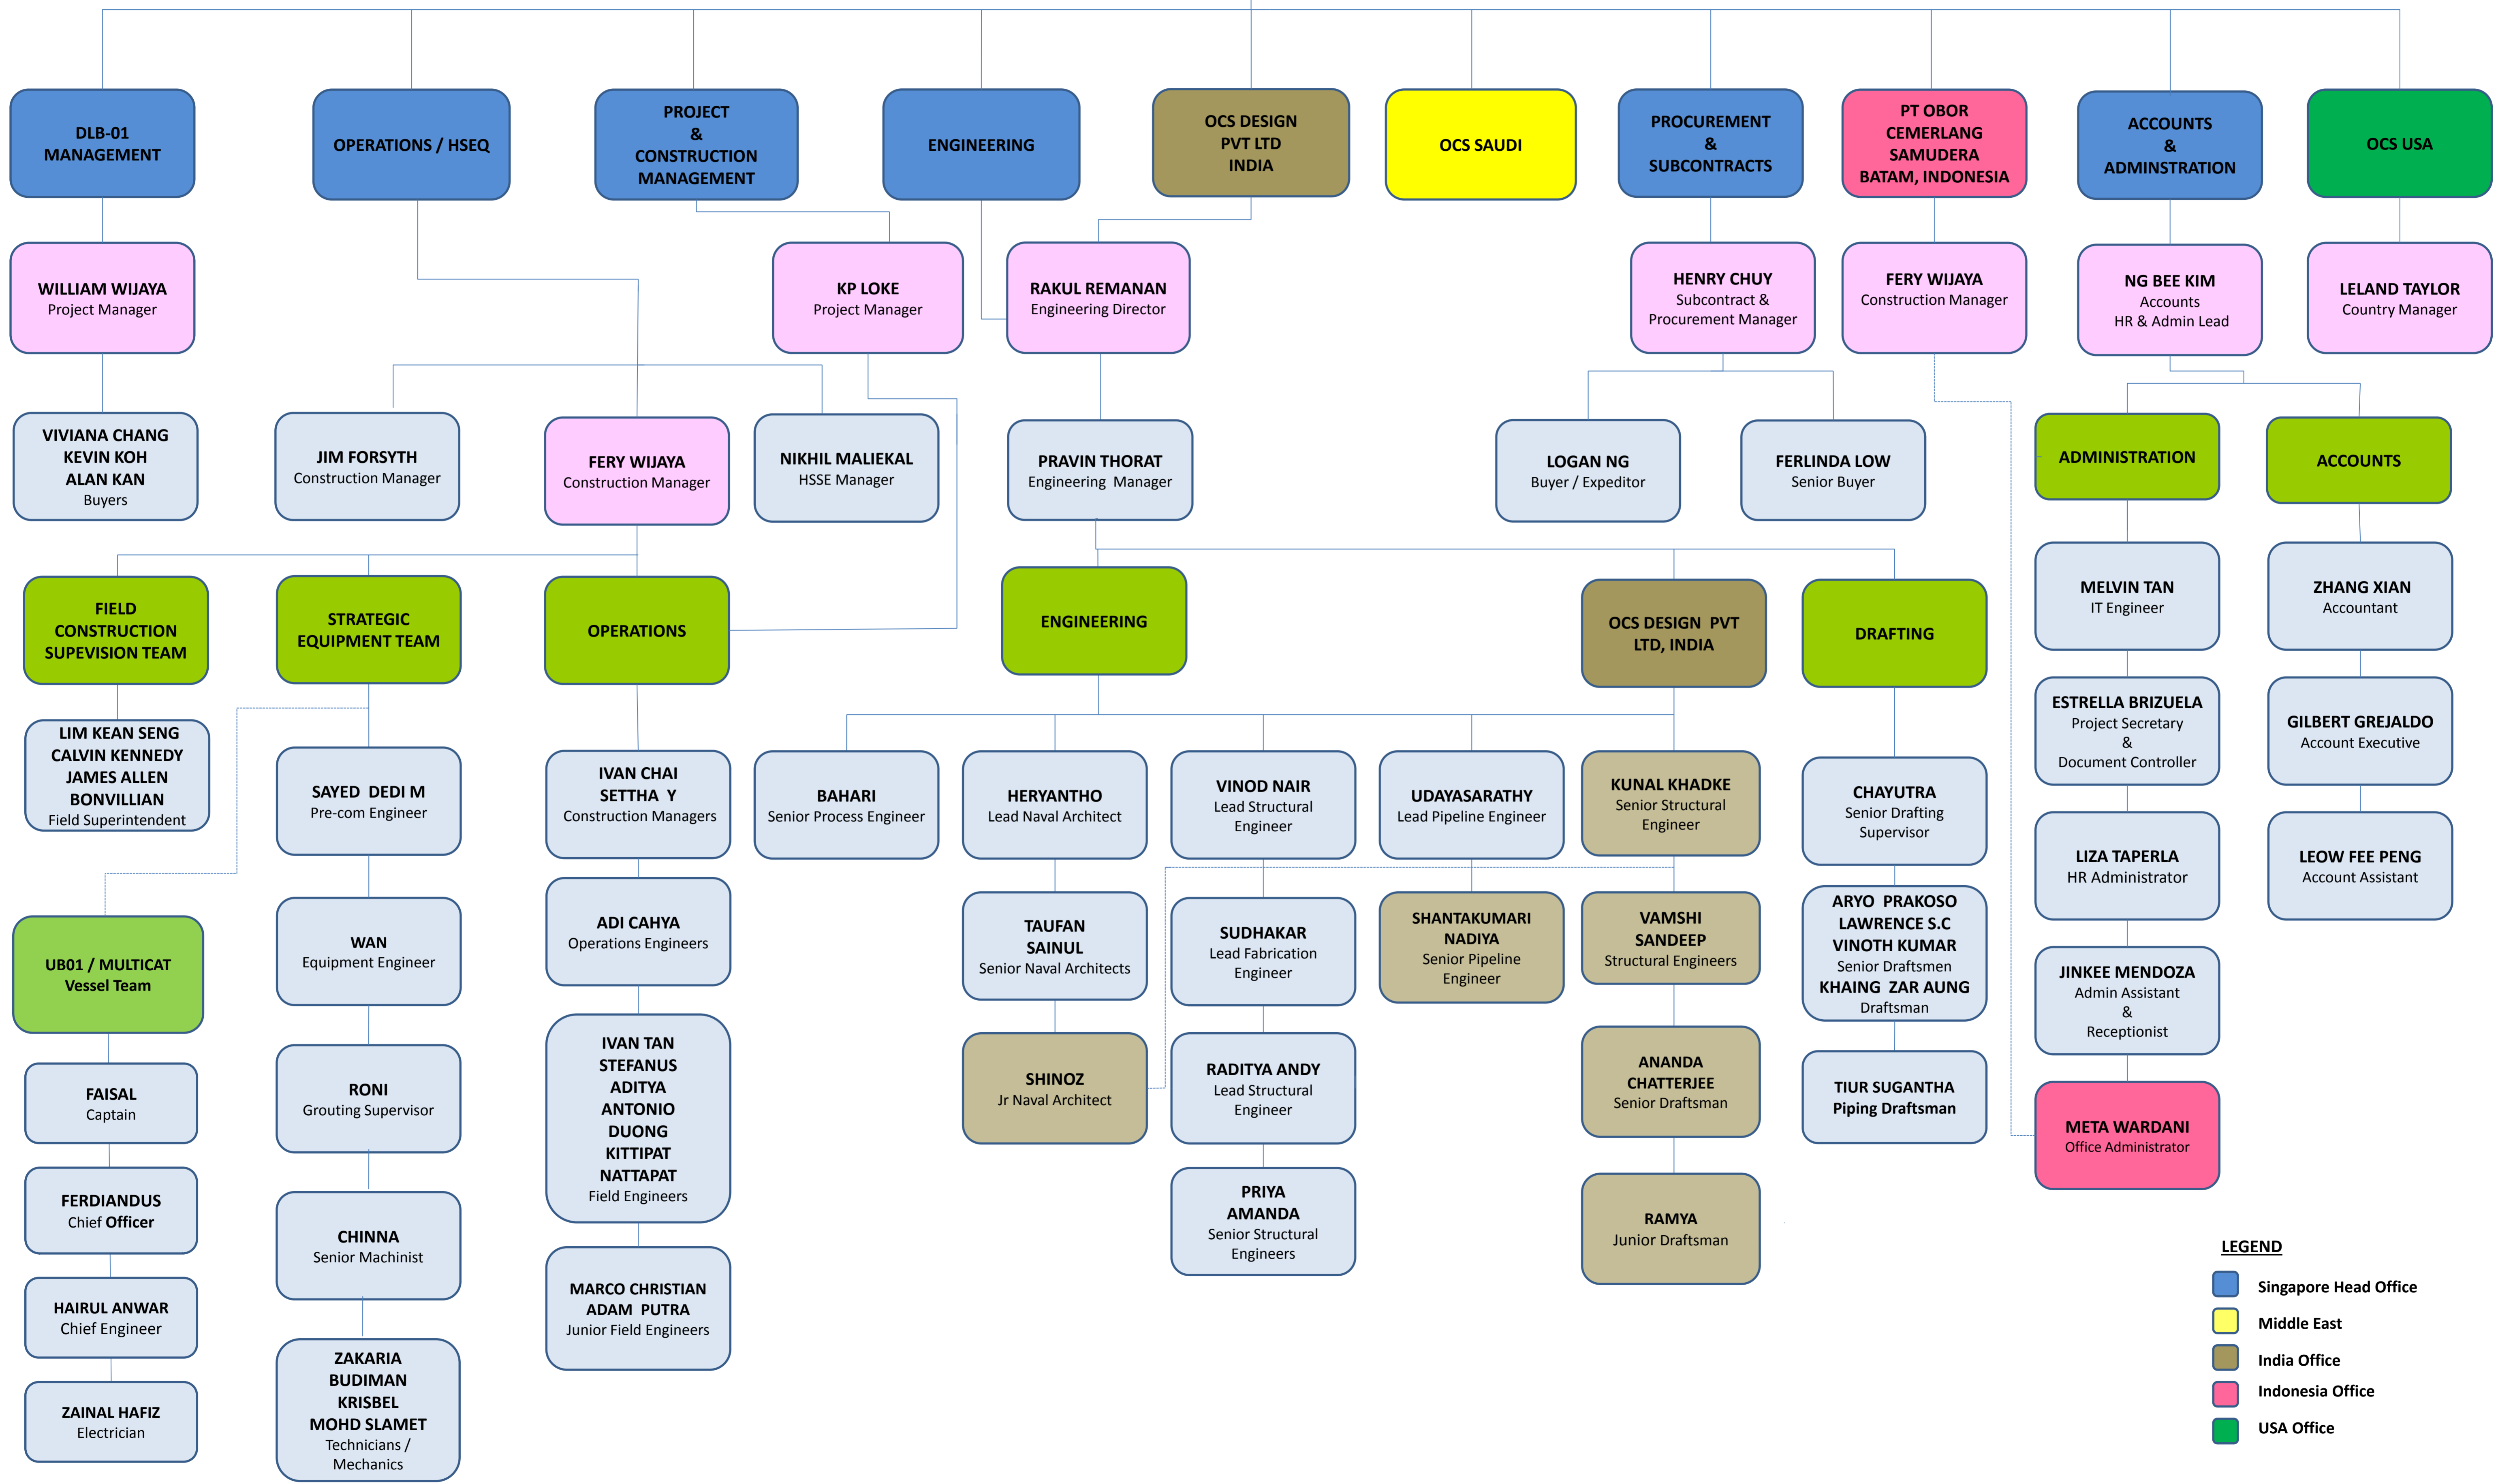 DLB-01
MANAGEMENT
OPERATIONS / HSEQ
PROJECT
&
CONSTRUCTION
MANAGEMENT
ENGINEERING
OCS DESIGN
PVT LTD
INDIA
OCS SAUDI
PROCUREMENT
&
SUBCONTRACTS
PT OBOR
CEMERLANG
SAMUDERA
BATAM, INDONESIA
ACCOUNTS
&
ADMINSTRATION
OCS USA
WILLIAM WIJAYA
Project Manager
KP LOKE
Project Manager
RAKUL REMANAN
Engineering Director
HENRY CHUY
Subcontract &
Procurement Manager
FERY WIJAYA
Construction Manager
NG BEE KIM
Accounts
HR & Admin Lead
LELAND TAYLOR
Country Manager
VIVIANA CHANG
KEVIN KOH
ALAN KAN
Buyers
JIM FORSYTH
Construction Manager
FERY WIJAYA
Construction Manager
NIKHIL MALIEKAL
HSSE Manager
PRAVIN THORAT
Engineering Manager
LOGAN NG
Buyer / Expeditor
FERLINDA LOW
Senior Buyer
ADMINISTRATION
ACCOUNTS
FIELD
CONSTRUCTION
SUPEVISION TEAM
STRATEGIC
EQUIPMENT TEAM
OPERATIONS
ENGINEERING
OCS DESIGN PVT
LTD, INDIA
DRAFTING
MELVIN TAN
IT Engineer
ZHANG XIAN
Accountant
LIM KEAN SENG
CALVIN KENNEDY
JAMES ALLEN
BONVILLIAN
Field Superintendent
SAYED DEDI M
Pre-com Engineer
IVAN CHAI
SETTHA Y
Construction Managers
BAHARI
Senior Process Engineer
HERYANTHO
Lead Naval Architect
VINOD NAIR
Lead Structural
Engineer
UDAYASARATHY
Lead Pipeline Engineer
KUNAL KHADKE
Senior Structural
Engineer
CHAYUTRA
Senior Drafting
Supervisor
ESTRELLA BRIZUELA
Project Secretary
&
Document Controller
GILBERT GREJALDO
Account Executive
UB01 / MULTICAT
Vessel Team
WAN
Equipment Engineer
ADI CAHYA
Operations Engineers
TAUFAN
SAINUL
Senior Naval Architects
SUDHAKAR
Lead Fabrication
Engineer
SHANTAKUMARI
NADIYA
Senior Pipeline
Engineer
VAMSHI
SANDEEP
Structural Engineers
ARYO PRAKOSO
LAWRENCE S.C
VINOTH KUMAR
Senior Draftsmen
KHAING ZAR AUNG
Draftsman
LIZA TAPERLA
HR Administrator
LEOW FEE PENG
Account Assistant
FAISAL
Captain
RONI
Grouting Supervisor
IVAN TAN
STEFANUS
ADITYA
ANTONIO
DUONG
KITTIPAT
NATTAPAT
Field Engineers
SHINOZ
Jr Naval Architect
RADITYA ANDY
Lead Structural
Engineer
ANANDA
CHATTERJEE
Senior Draftsman
TIUR SUGANTHA
Piping Draftsman
JINKEE MENDOZA
Admin Assistant
&
Receptionist
META WARDANI
Office Administrator
FERDIANDUS
Chief Officer
CHINNA
Senior Machinist
PRIYA
AMANDA
Senior Structural
Engineers
RAMYA
Junior Draftsman
HAIRUL ANWAR
Chief Engineer
MARCO CHRISTIAN
ADAM PUTRA
Junior Field Engineers
ZAINAL HAFIZ
Electrician
ZAKARIA
BUDIMAN
KRISBEL
MOHD SLAMET
Technicians /
Mechanics
LEGEND
Singapore Head Office
Middle East
India Office
Indonesia Office
USA Office